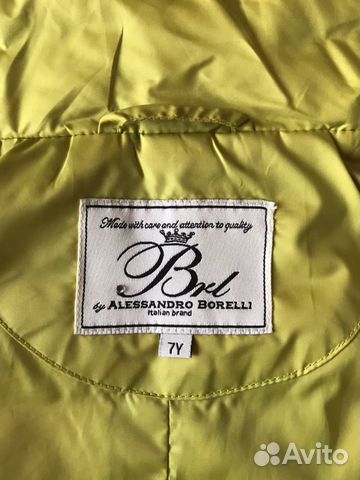 Made with care and attention to quality
Brl
by ALESSANDRO BORELLI
Italian brand
7Y
Avito